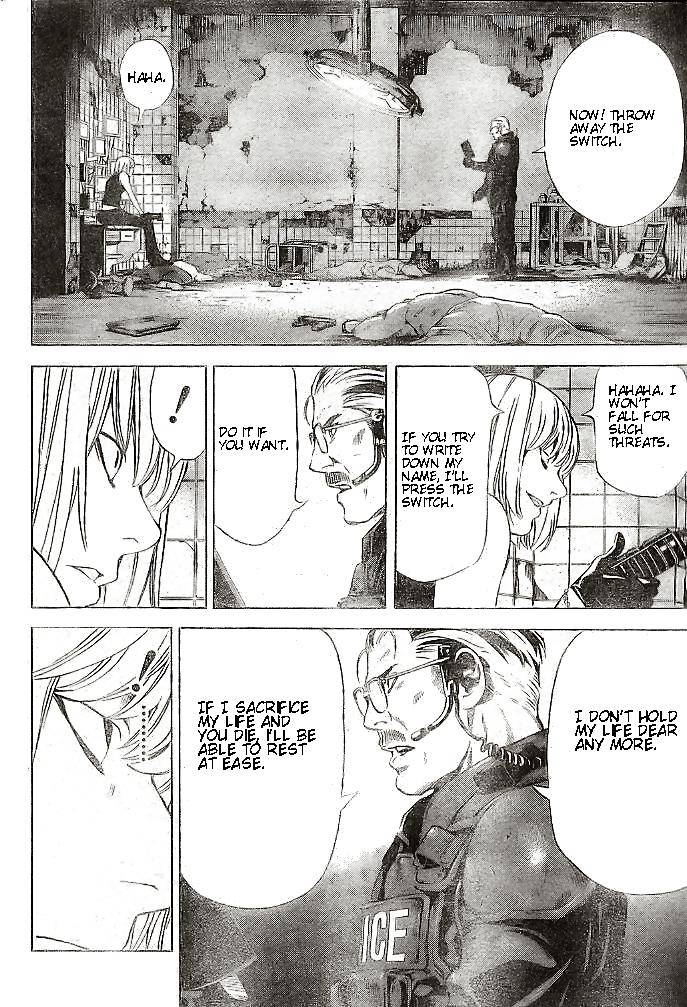 NOW! THROW
AWAY THE
SWITCH.
HAHA.
HAHAHA. I
WON'T
FALL FOR
SUCH
THREATS.
IF YOU TRY
TO WRITE
DOWN MY
NAME, I'LL
PRESS THE
SWITCH.
DO IT IF
YOU WANT.
!
I DON'T HOLD
MY LIFE DEAR
ANY MORE.
IF I SACRIFICE
MY LIFE AND
YOU DIE, I'LL BE
ABLE TO REST
AT EASE.
ICE
!